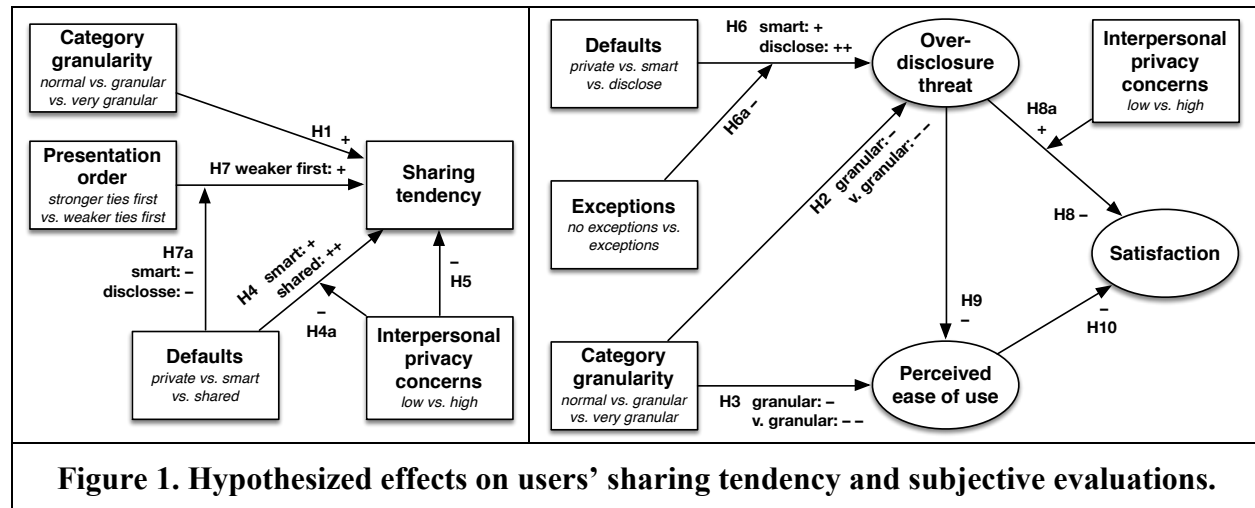 Category
granularity
normal vs. granular
vs. very granular
H1 +
Presentation
order
stronger ties first
vs. weaker ties first
H7 weaker first: +
Sharing
tendency
H7a
smart: –
disclosse: –
H4 smart: +
shared: ++
–
H4a
–
H5
Defaults
private vs. smart
vs. shared
Interpersonal
privacy
concerns
low vs. high
Defaults
private vs. smart
vs. disclose
H6 smart: +
disclose: ++
Over-
disclosure
threat
Interpersonal
privacy
concerns
low vs. high
H6a –
H8a
+
H2 granular: –
v. granular: – –
Exceptions
no exceptions vs.
exceptions
H8 –
Satisfaction
H9
–
–
H10
Category
granularity
normal vs. granular
vs. very granular
H3 granular: –
v. granular: – –
Perceived
ease of use
Figure 1. Hypothesized effects on users’ sharing tendency and subjective evaluations.